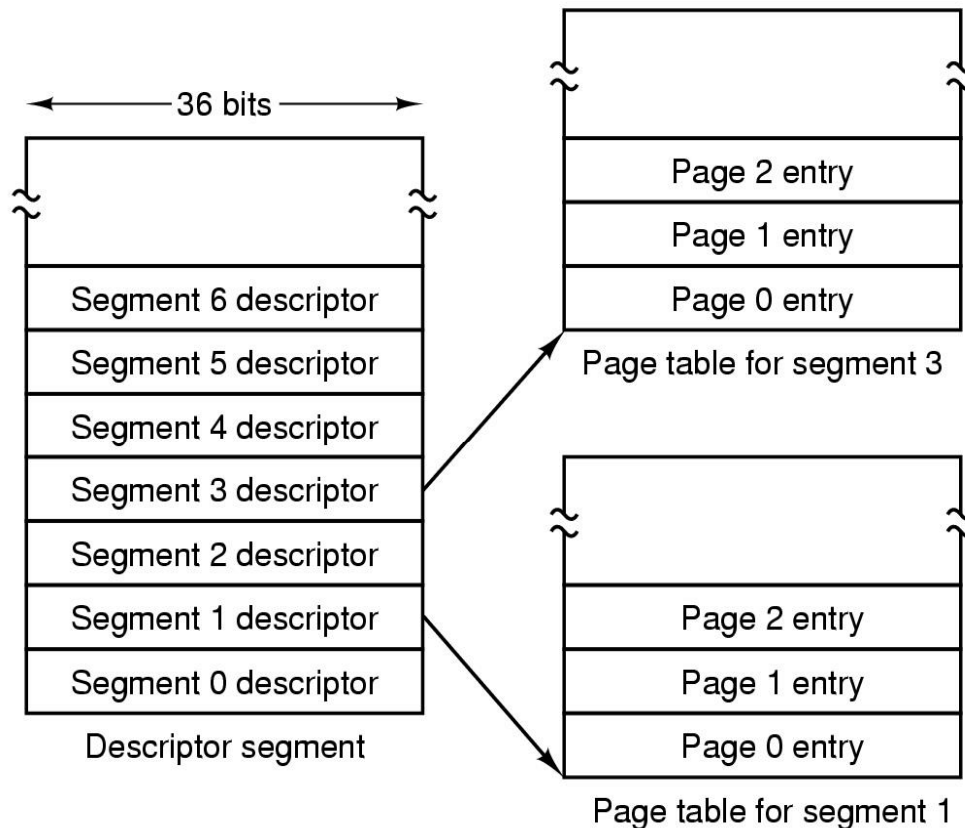 36 bits
Segment 6 descriptor
Segment 5 descriptor
Segment 4 descriptor
Segment 3 descriptor
Segment 2 descriptor
Segment 1 descriptor
Segment 0 descriptor
Descriptor segment
Page 2 entry
Page 1 entry
Page 0 entry
Page table for segment 3
Page 2 entry
Page 1 entry
Page 0 entry
Page table for segment 1